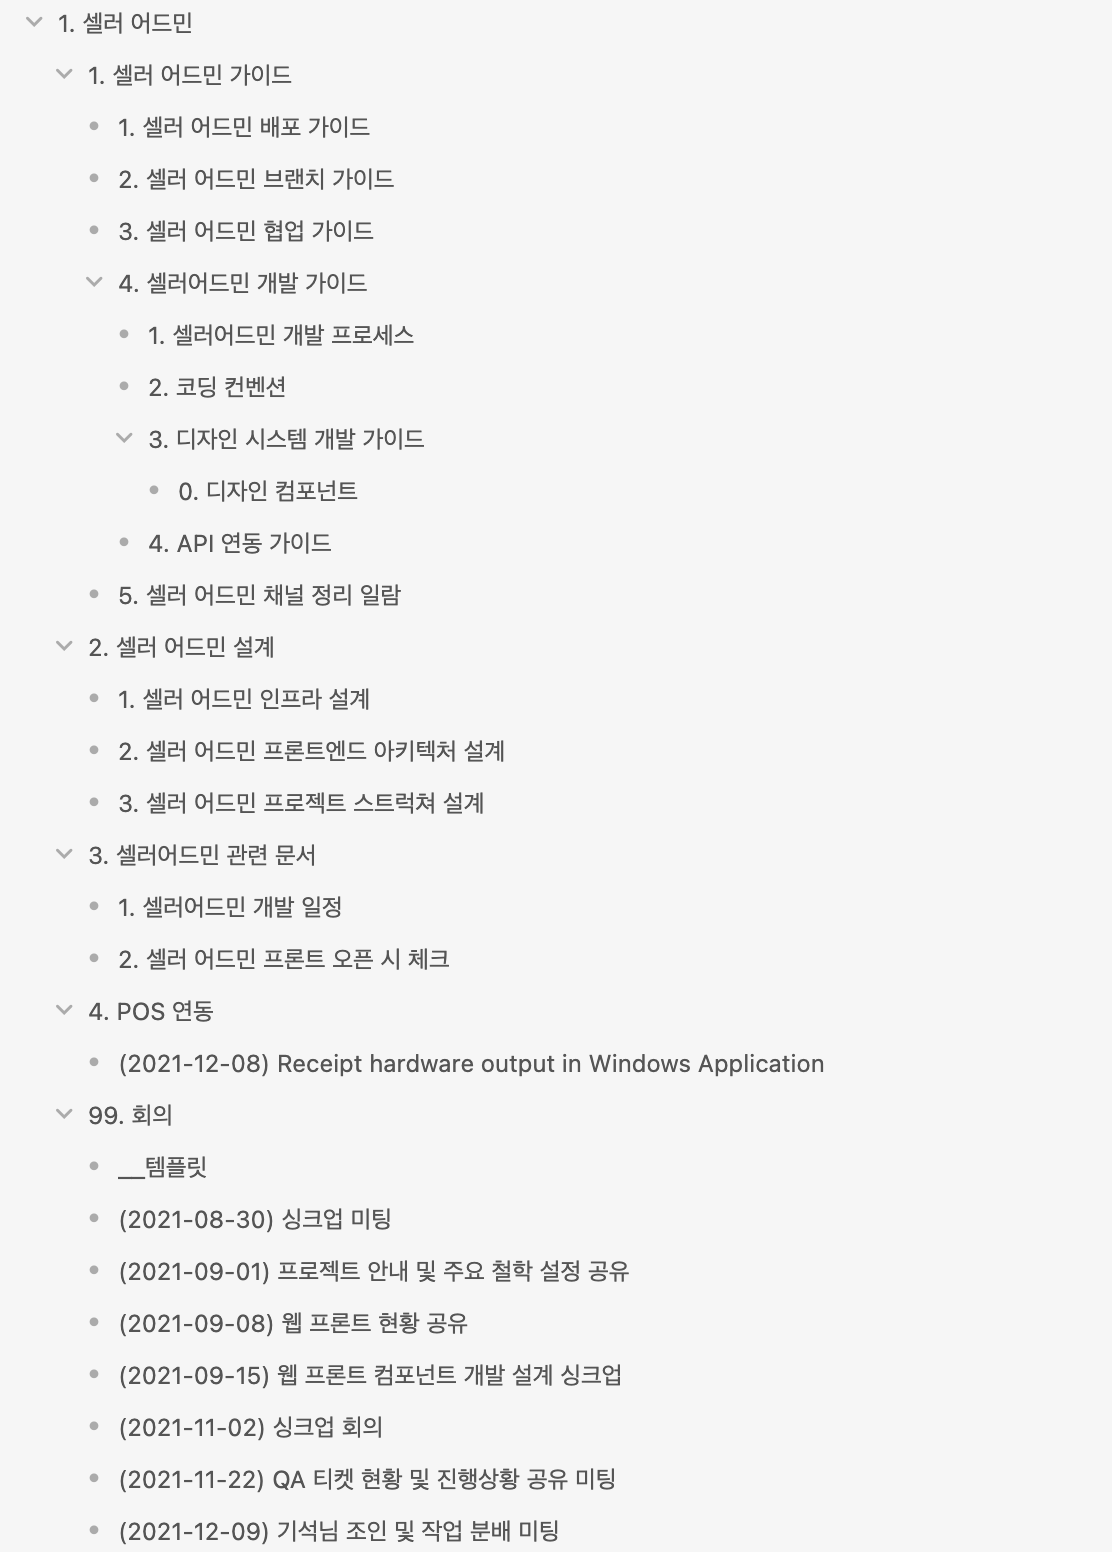 1. 셀러 어드민
1. 셀러 어드민 가이드
1. 셀러 어드민 배포 가이드
2. 셀러 어드민 브랜치 가이드
3. 셀러 어드민 협업 가이드
4. 셀러어드민 개발 가이드
1. 셀러어드민 개발 프로세스
2. 코딩 컨벤션
3. 디자인 시스템 개발 가이드
0. 디자인 컴포넌트
4. API 연동 가이드
5. 셀러 어드민 채널 정리 일람
2. 셀러 어드민 설계
1. 셀러 어드민 인프라 설계
2. 셀러 어드민 프론트엔드 아키텍처 설계
3. 셀러 어드민 프로젝트 스트럭쳐 설계
3. 셀러어드민 관련 문서
1. 셀러어드민 개발 일정
2. 셀러 어드민 프론트 오픈 시 체크
4. POS 연동
(2021-12-08) Receipt hardware output in Windows Application
99. 회의
__템플릿
(2021-08-30) 싱크업 미팅
(2021-09-01) 프로젝트 안내 및 주요 철학 설정 공유
(2021-09-08) 웹 프론트 현황 공유
(2021-09-15) 웹 프론트 컴포넌트 개발 설계 싱크업
(2021-11-02) 싱크업 회의
(2021-11-22) QA 티켓 현황 및 진행상황 공유 미팅
(2021-12-09) 기석님 조인 및 작업 분배 미팅